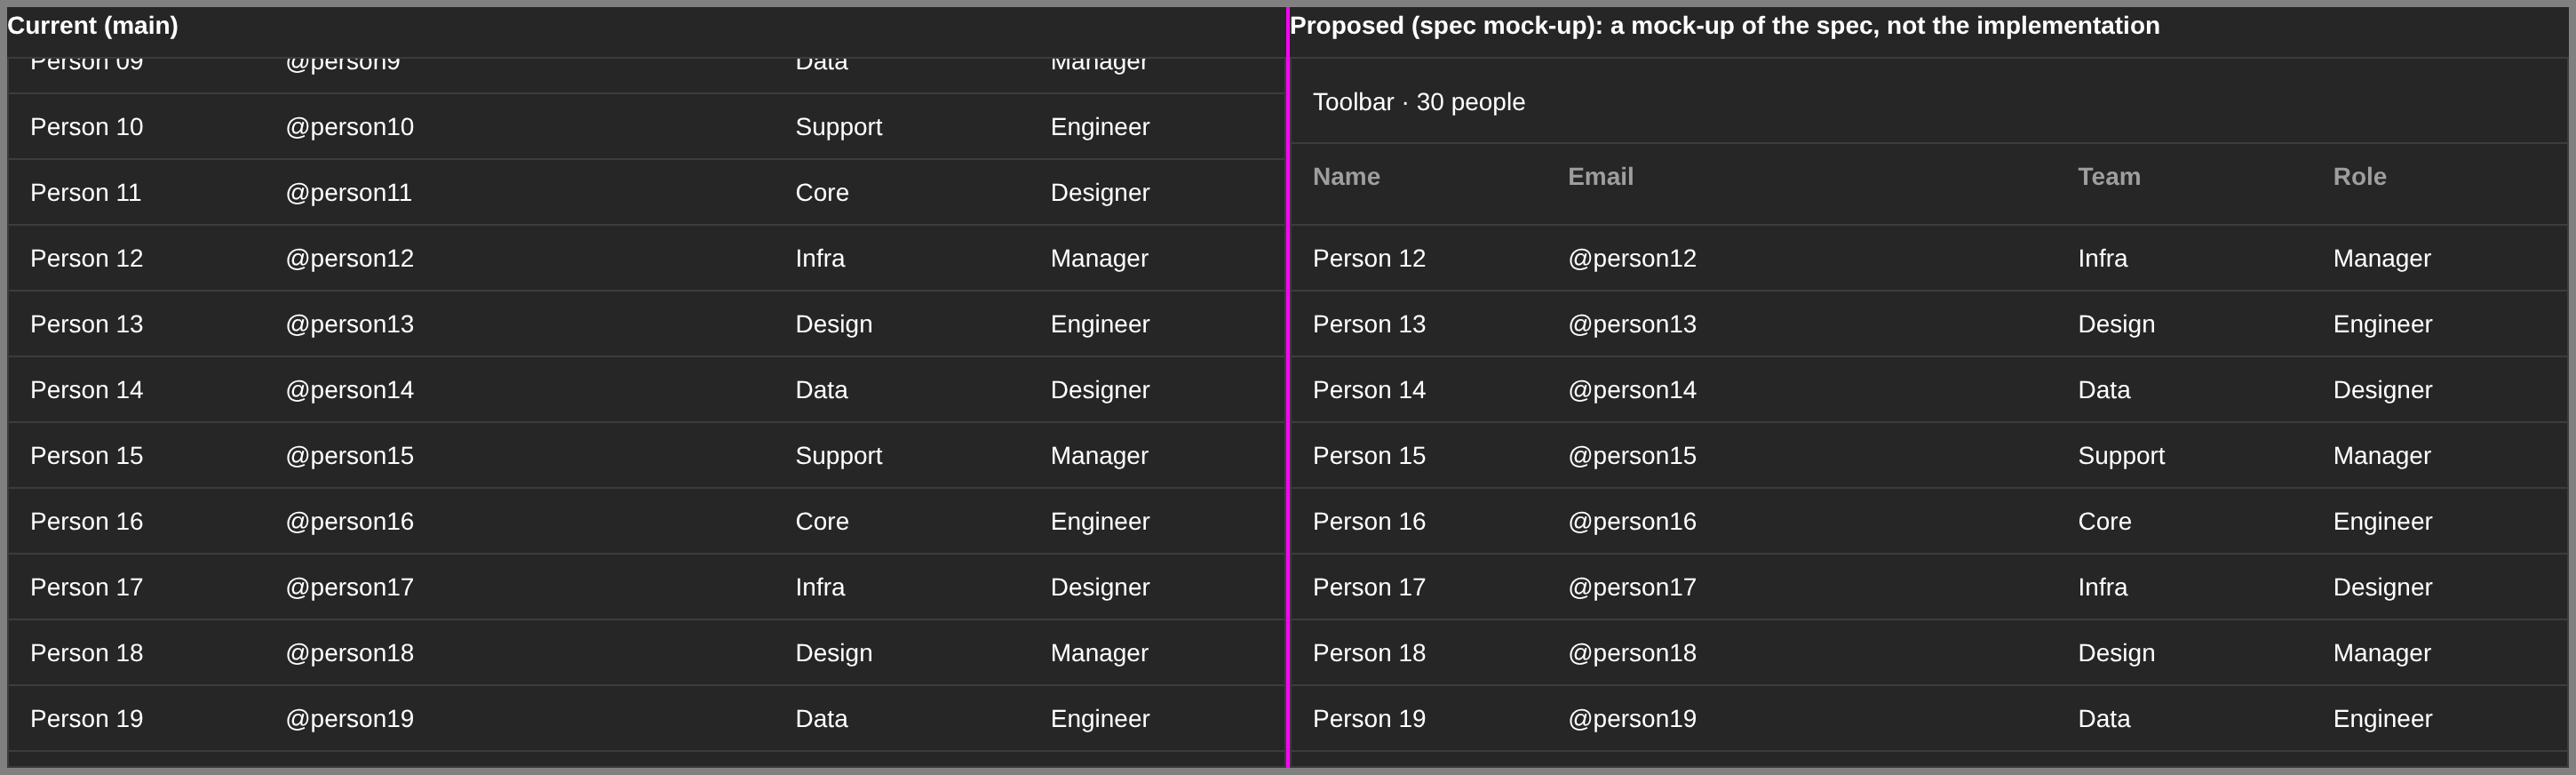 Current (main)
Person 09 @person9 Data Manager
Person 10 @person10 Support Engineer
Person 11 @person11 Core Designer
Person 12 @person12 Infra Manager
Person 13 @person13 Design Engineer
Person 14 @person14 Data Designer
Person 15 @person15 Support Manager
Person 16 @person16 Core Engineer
Person 17 @person17 Infra Designer
Person 18 @person18 Design Manager
Person 19 @person19 Data Engineer
Proposed (spec mock-up): a mock-up of the spec, not the implementation
Toolbar · 30 people
Name Email Team Role
Person 12 @person12 Infra Manager
Person 13 @person13 Design Engineer
Person 14 @person14 Data Designer
Person 15 @person15 Support Manager
Person 16 @person16 Core Engineer
Person 17 @person17 Infra Designer
Person 18 @person18 Design Manager
Person 19 @person19 Data Engineer